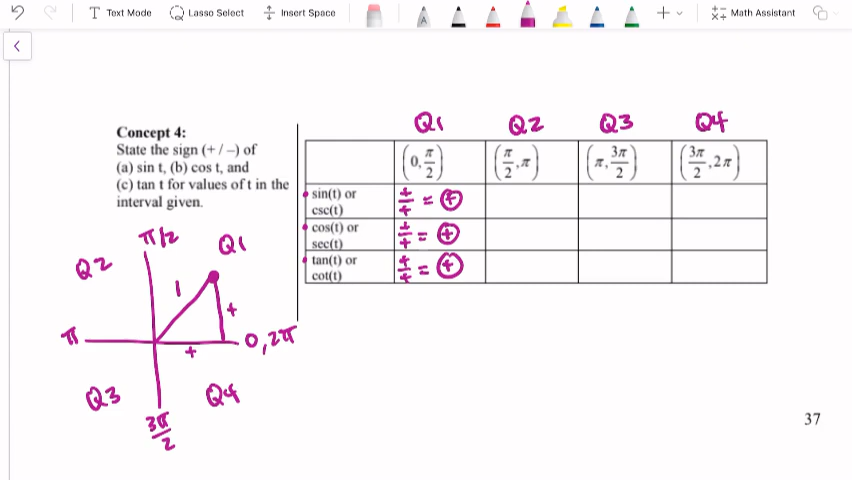 Text Mode Lasso Select Insert Space A Math Assistant
Concept 4:
State the sign (+ / –) of
(a) sin t, (b) cos t, and
(c) tan t for values of t in the
interval given.
Q1 Q2 Q3 Q4
(0, π/2) (π/2, π) (π, 3π/2) (3π/2, 2π)
sin(t) or
csc(t)
+/+ = +
cos(t) or
sec(t)
+/+ = +
tan(t) or
cot(t)
+/+ = +
π/2
Q1
Q2
1
+
π
+
0, 2π
Q3
Q4
3π/2
37